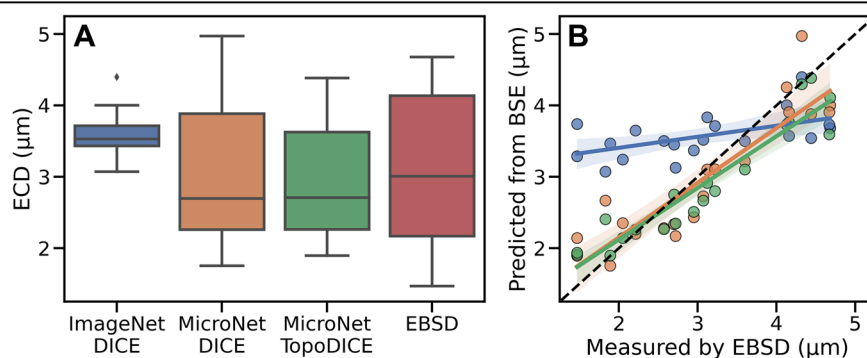 A
ECD (μm)
5
4
3
2
ImageNet
DICE
MicroNet
DICE
MicroNet
TopoDICE
EBSD
B
Predicted from BSE (μm)
5
4
3
2
2
3
4
5
Measured by EBSD (μm)